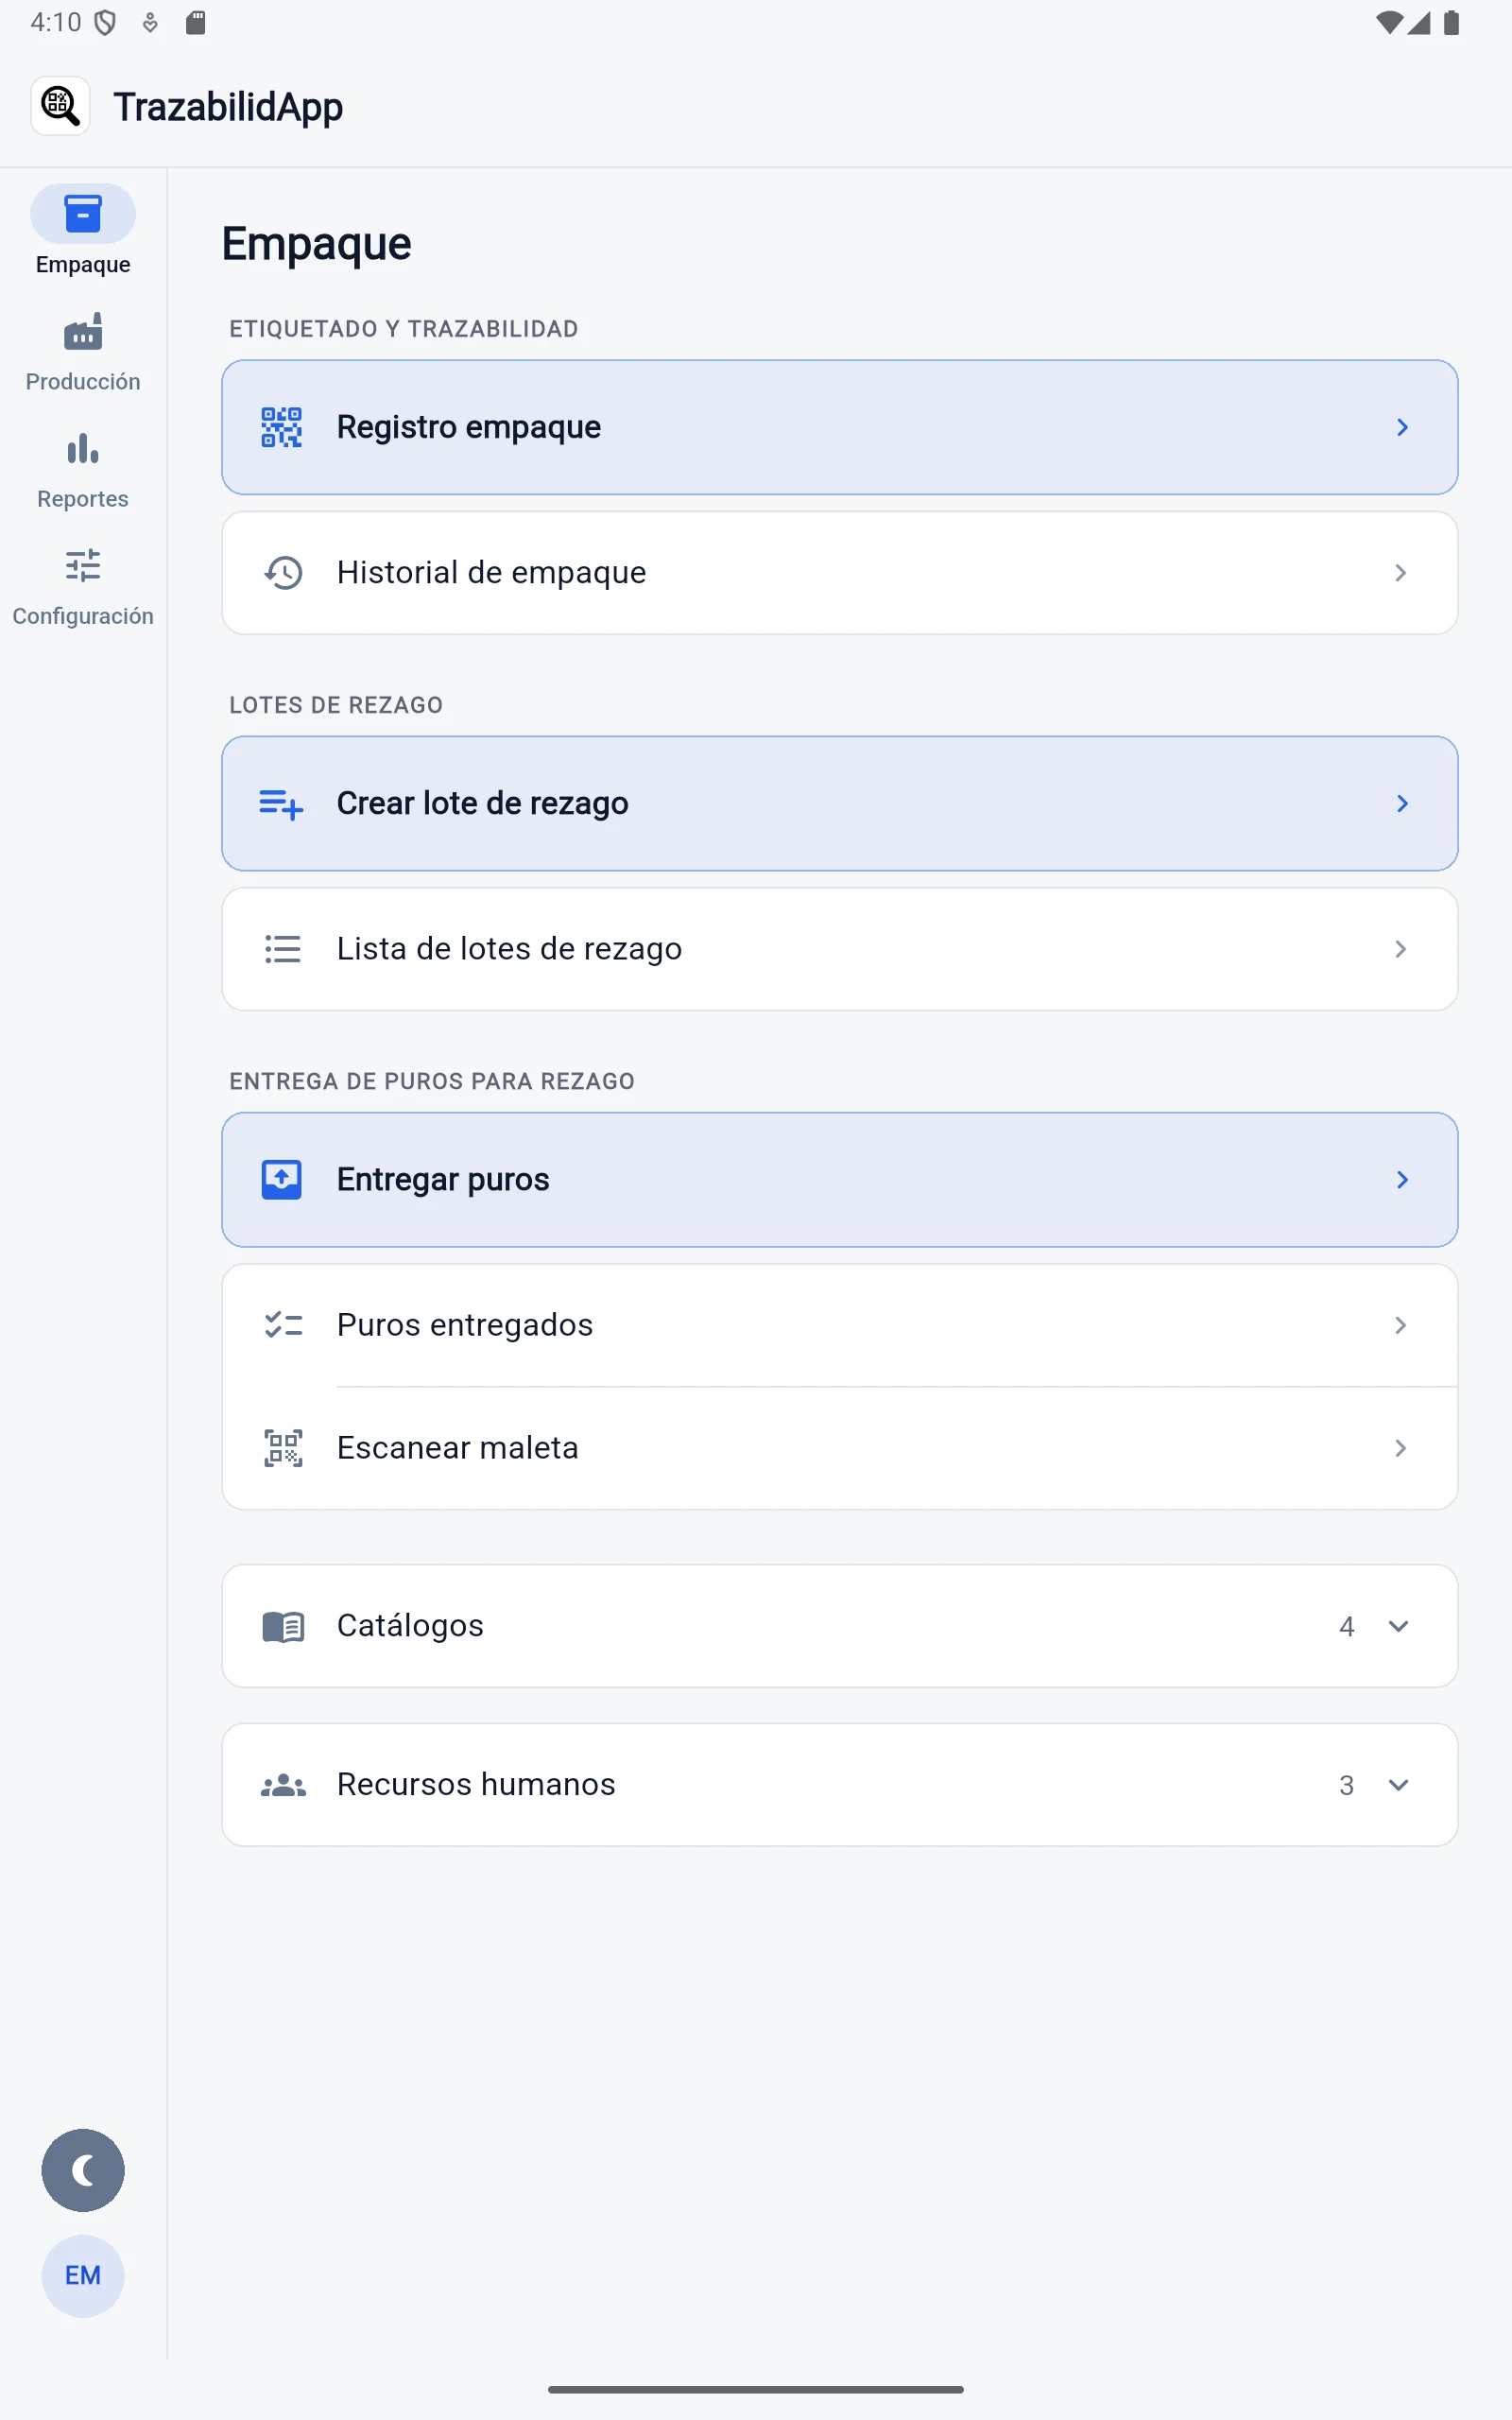 4:10
TrazabilidApp
Empaque
Producción
Reportes
Configuración
Empaque
ETIQUETADO Y TRAZABILIDAD
Registro empaque
Historial de empaque
LOTES DE REZAGO
Crear lote de rezago
Lista de lotes de rezago
ENTREGA DE PUROS PARA REZAGO
Entregar puros
Puros entregados
Escanear maleta
Catálogos 4
Recursos humanos 3
EM